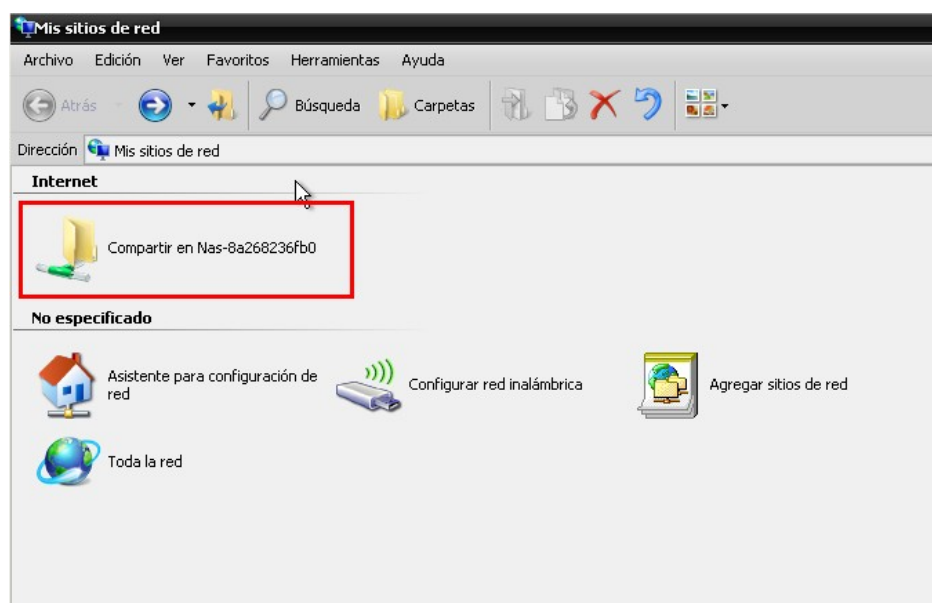 Mis sitios de red
Archivo Edición Ver Favoritos Herramientas Ayuda
Atrás Búsqueda Carpetas
Dirección Mis sitios de red
Internet
Compartir en Nas-8a268236fb0
No especificado
Asistente para configuración de
red
Configurar red inalámbrica
Agregar sitios de red
Toda la red